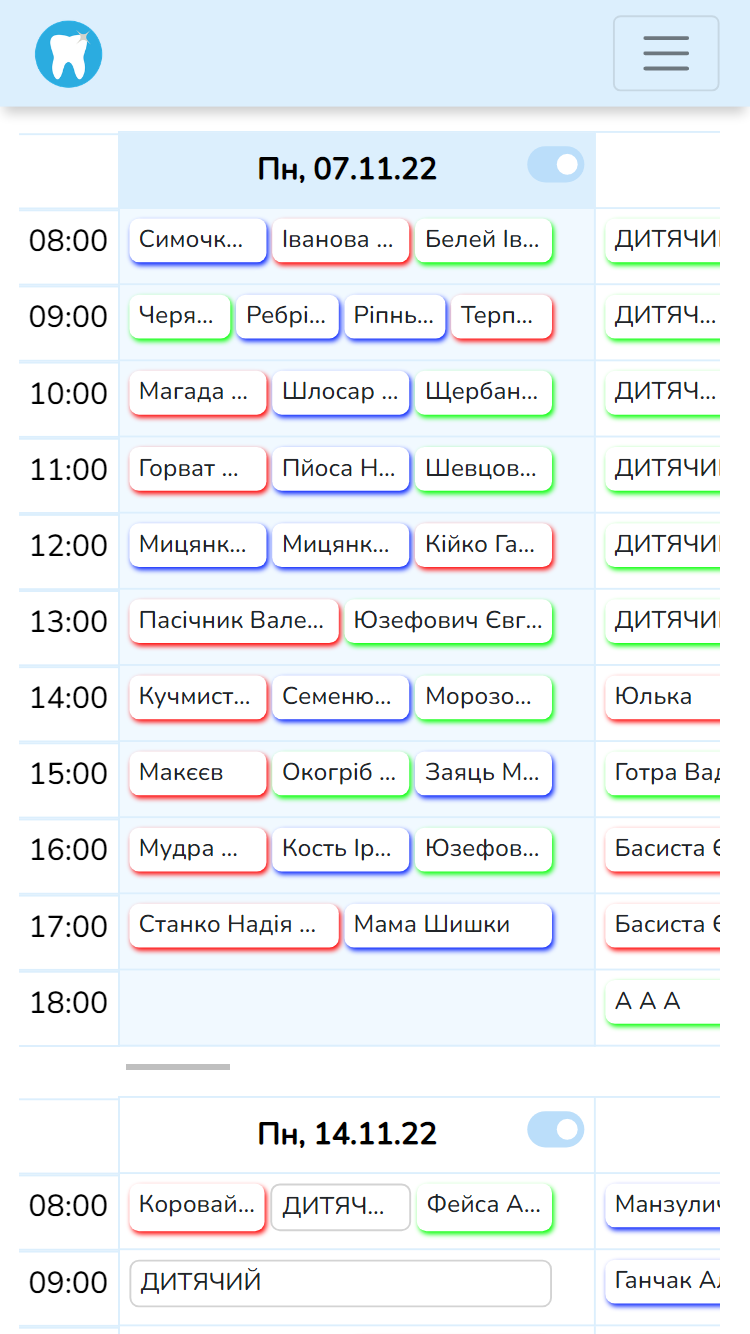 Пн, 07.11.22
08:00 Симочк... Іванова ... Белей Ів... ДИТЯЧИ
09:00 Черя... Ребрі... Ріпнь... Терп... ДИТЯЧ...
10:00 Магада ... Шлосар ... Щербан... ДИТЯЧ...
11:00 Горват ... Пйоса Н... Шевцов... ДИТЯЧИ
12:00 Мицянк... Мицянк... Кійко Га... ДИТЯЧИ
13:00 Пасічник Вале... Юзефович Євг... ДИТЯЧИ
14:00 Кучмист... Семеню... Морозо... Юлька
15:00 Макєєв Окогріб ... Заяць М... Готра Вад
16:00 Мудра ... Кость Ір... Юзефов... Басиста Є
17:00 Станко Надія ... Мама Шишки Басиста Є
18:00 А А А
Пн, 14.11.22
08:00 Коровай... ДИТЯЧ... Фейса А... Манзулич
09:00 ДИТЯЧИЙ Ганчак Ал